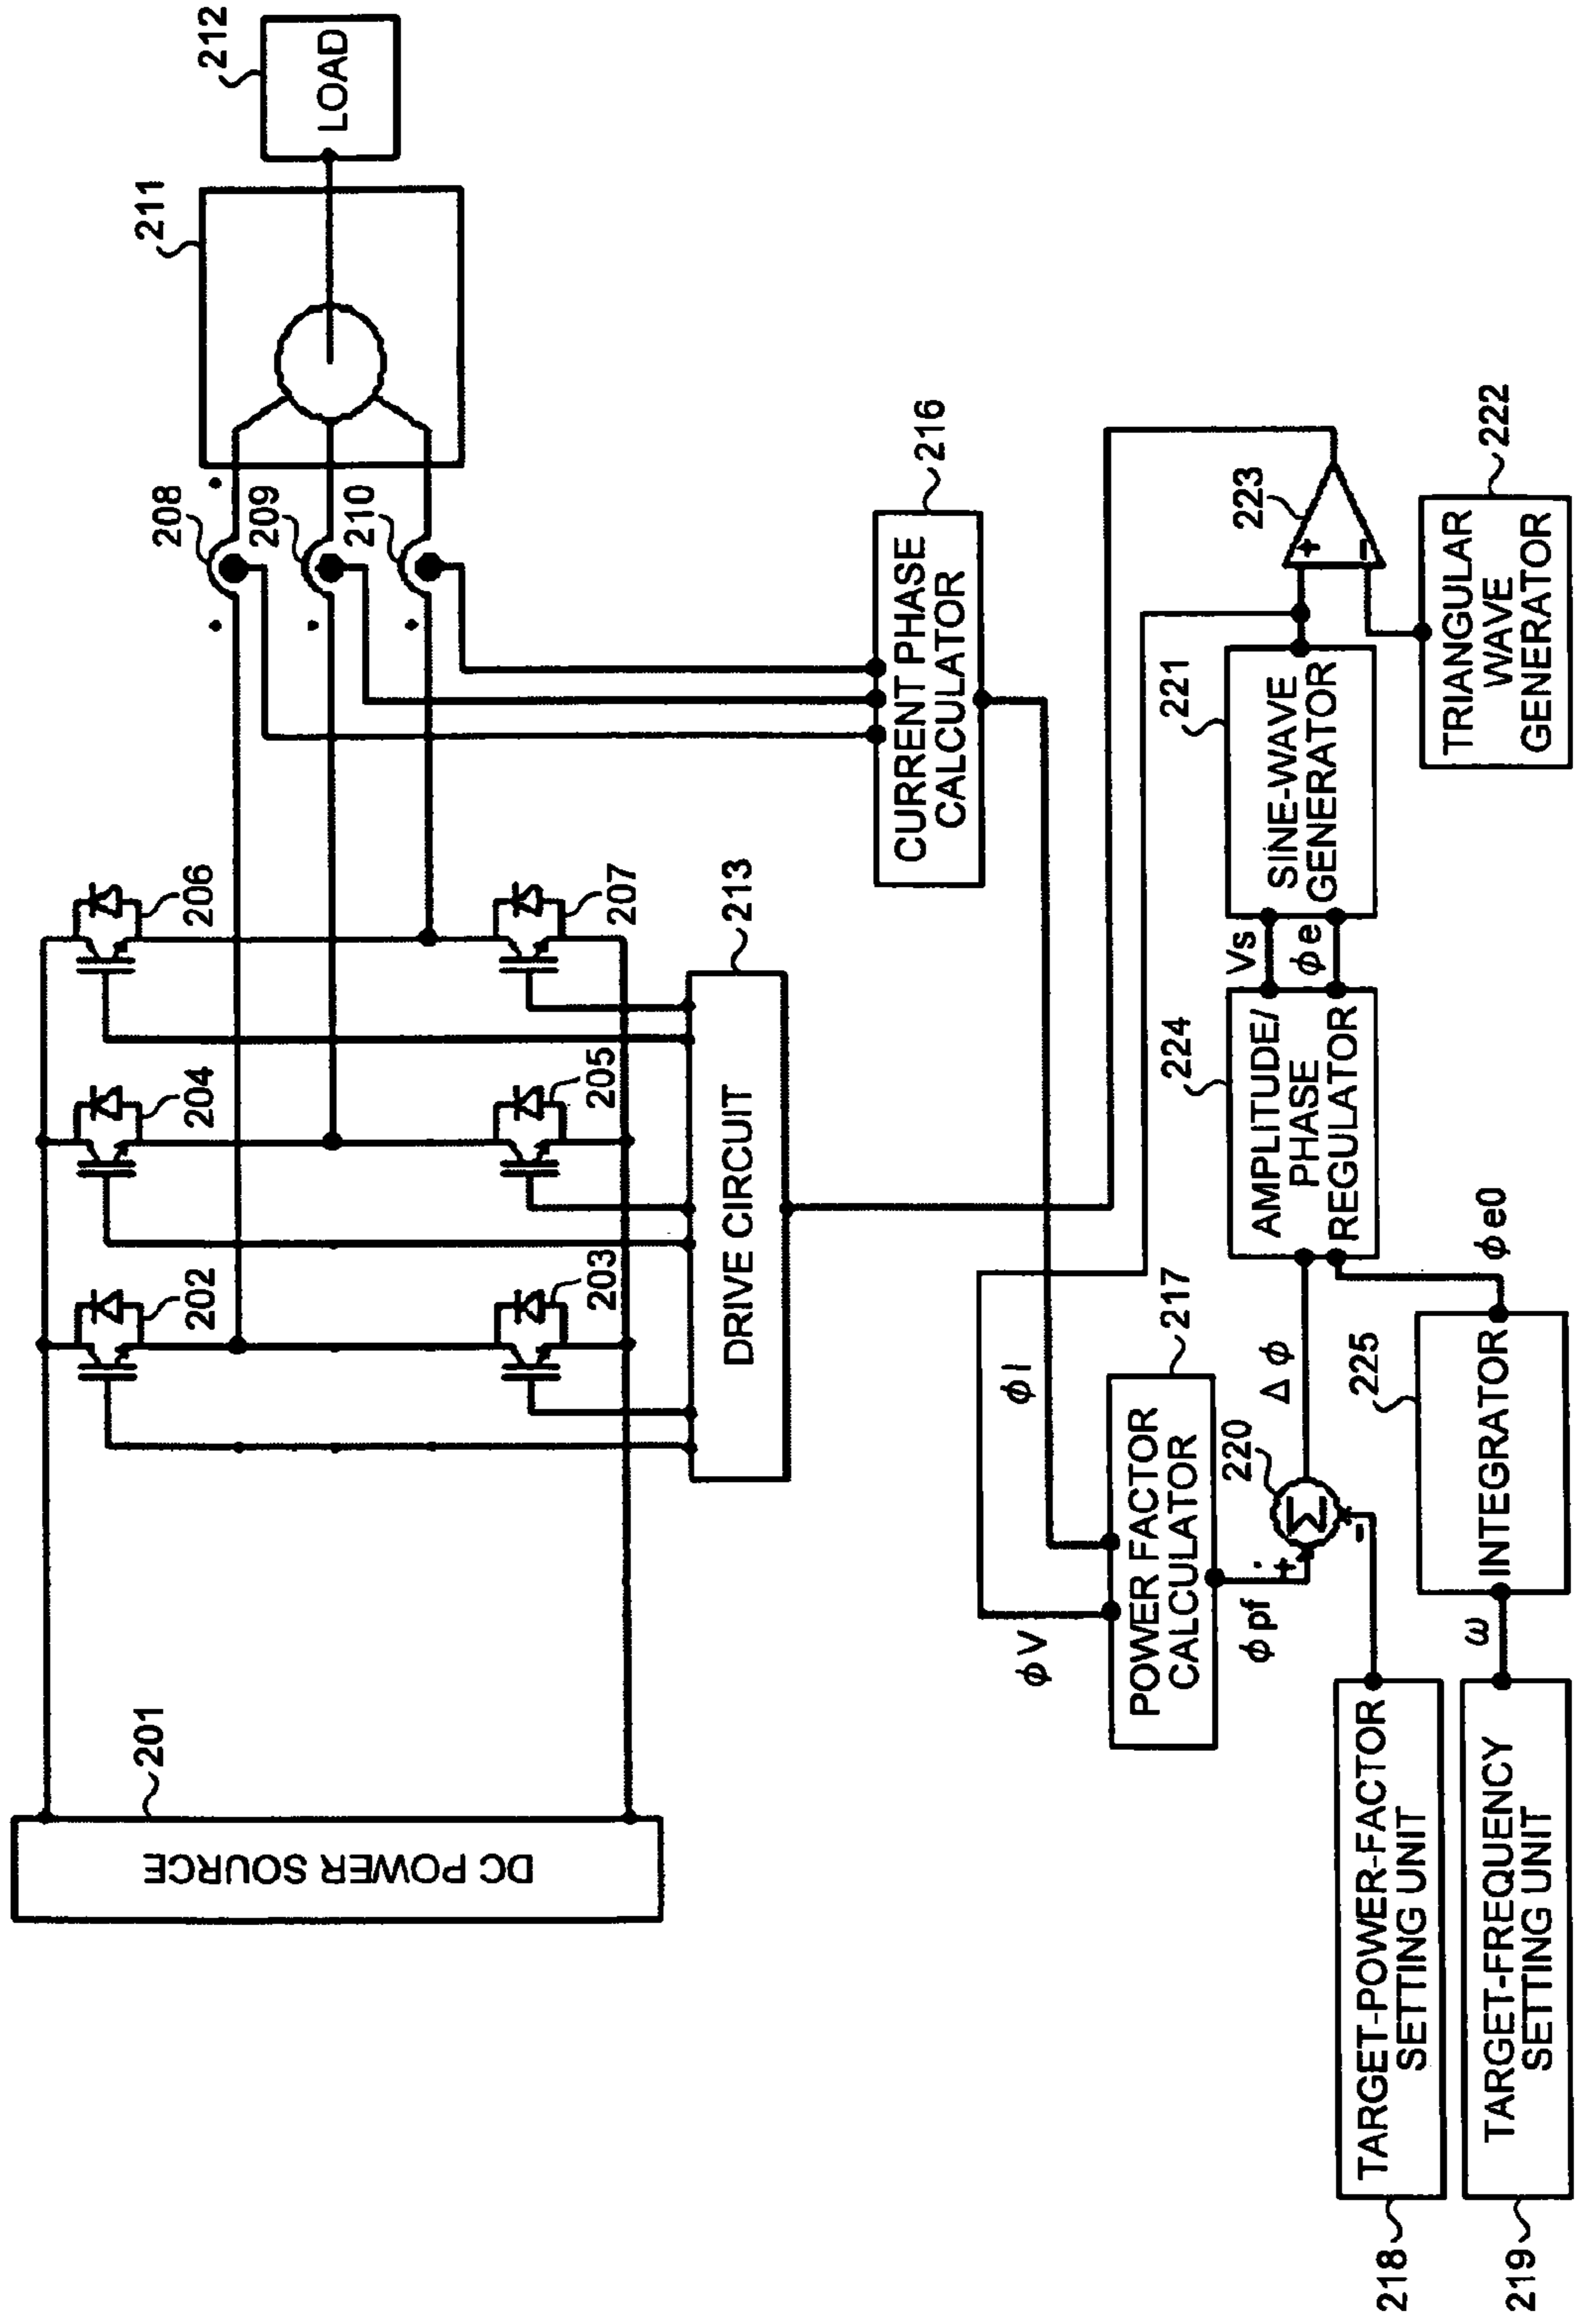 201
DC POWER SOURCE
202
203
204
205
206
207
208
209
210
211
212
LOAD
213
DRIVE CIRCUIT
216
CURRENT PHASE
CALCULATOR
ϕI
ϕV
217
POWER FACTOR
CALCULATOR
ϕpf
+
-
220
Σ
Δϕ
218
TARGET-POWER-FACTOR
SETTING UNIT
219
TARGET-FREQUENCY
SETTING UNIT
ω
225
INTEGRATOR
ϕe0
224
AMPLITUDE/
PHASE
REGULATOR
Vs
ϕe
221
SINE-WAVE
GENERATOR
223
+
-
222
TRIANGULAR
WAVE
GENERATOR